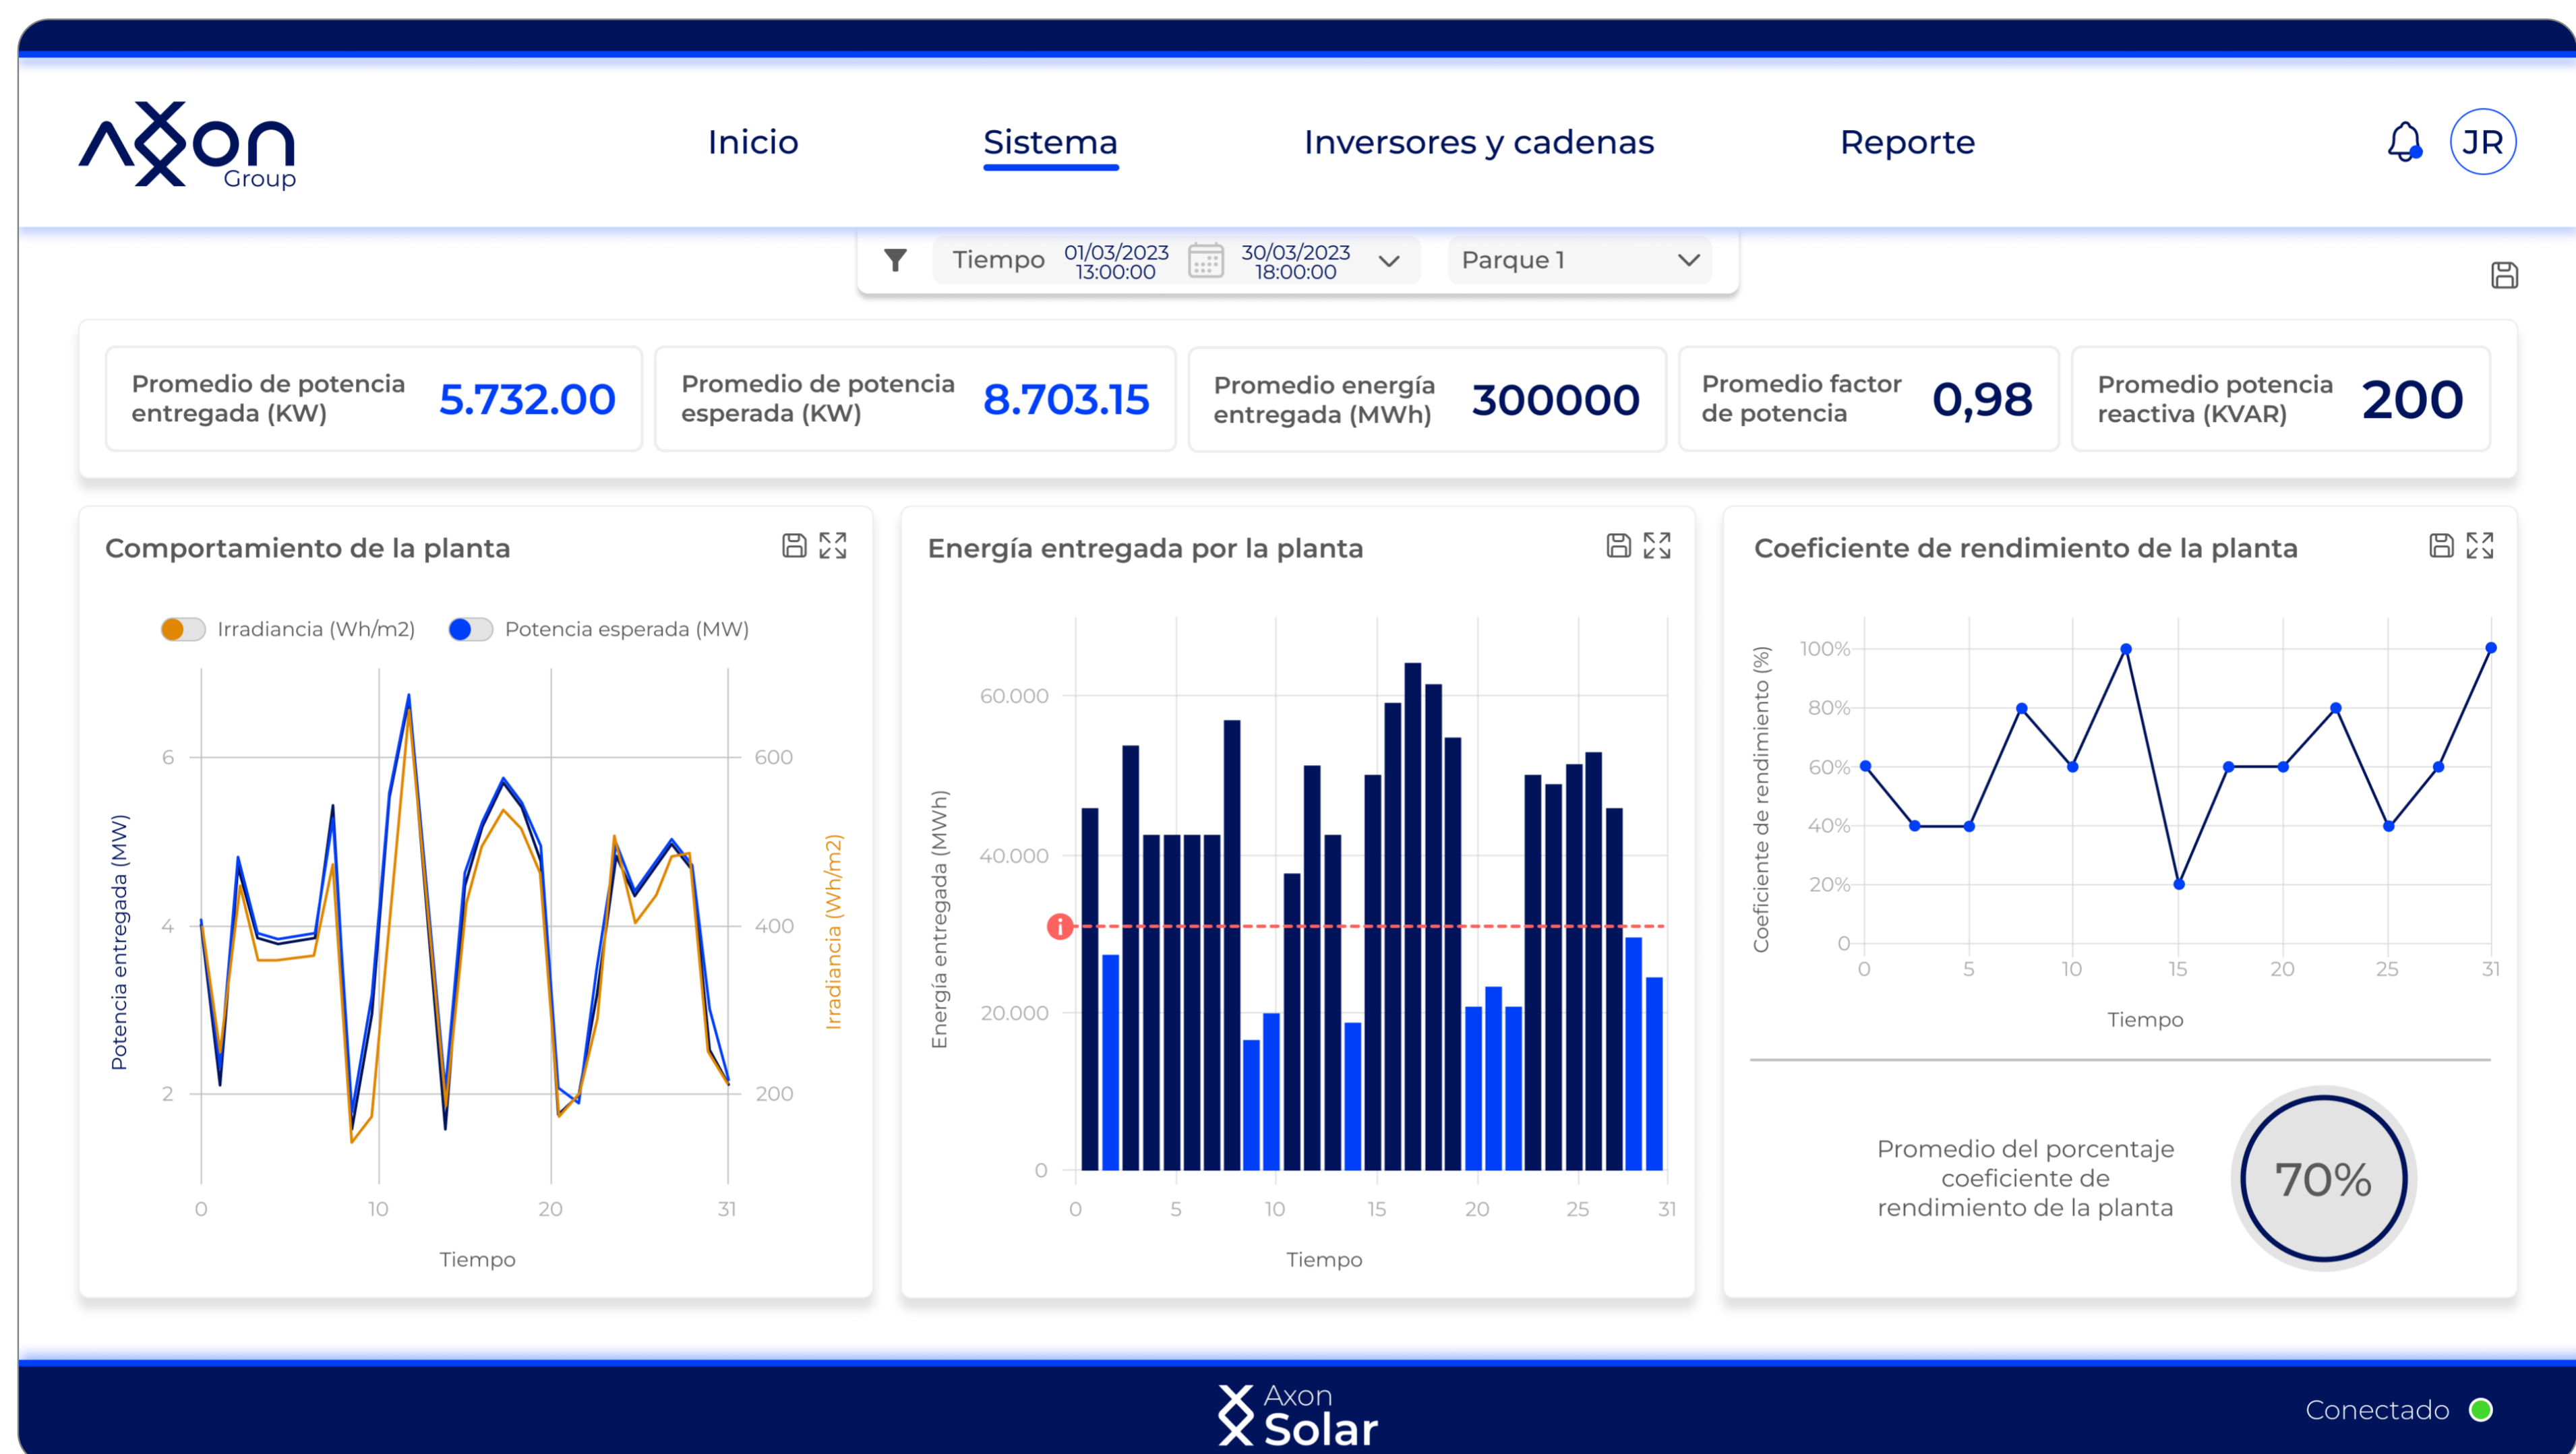 Axon
Group
Inicio
Sistema
Inversores y cadenas
Reporte
JR
Tiempo
01/03/2023
13:00:00
30/03/2023
18:00:00
Parque 1
Promedio de potencia
entregada (KW)
5.732.00
Promedio de potencia
esperada (KW)
8.703.15
Promedio energía
entregada (MWh)
300000
Promedio factor
de potencia
0,98
Promedio potencia
reactiva (KVAR)
200
Comportamiento de la planta
Irradiancia (Wh/m2)
Potencia esperada (MW)
Potencia entregada (MW)
6
4
2
600
400
200
Irradiancia (Wh/m2)
0
10
20
31
Tiempo
Energía entregada por la planta
Energía entregada (MWh)
60.000
40.000
i
20.000
0
0
5
10
15
20
25
31
Tiempo
Coeficiente de rendimiento de la planta
Coeficiente de rendimiento (%)
100%
80%
60%
40%
20%
0
0
5
10
15
20
25
31
Tiempo
Promedio del porcentaje
coeficiente de
rendimiento de la planta
70%
Axon
Solar
Conectado